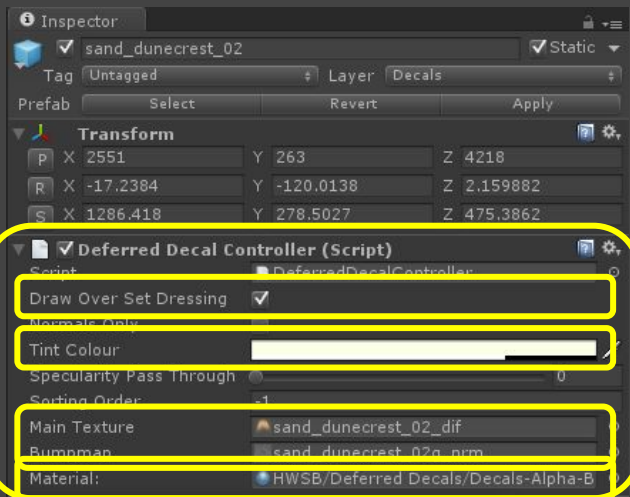 Inspector
sand_dunecrest_02 Static
Tag Untagged Layer Decals
Prefab Select Revert Apply
Transform
P X 2551 Y 263 Z 4218
R X -17.2384 Y -120.0138 Z 2.159882
S X 1286.418 Y 278.5027 Z 475.3862
Deferred Decal Controller (Script)
Script DeferredDecalController
Draw Over Set Dressing
Normals Only
Tint Colour
Specularity Pass Through 0
Sorting Order -1
Main Texture sand_dunecrest_02_dif
Bumpmap sand_dunecrest_02g_nrm
Material: HWSB/Deferred Decals/Decals-Alpha-B